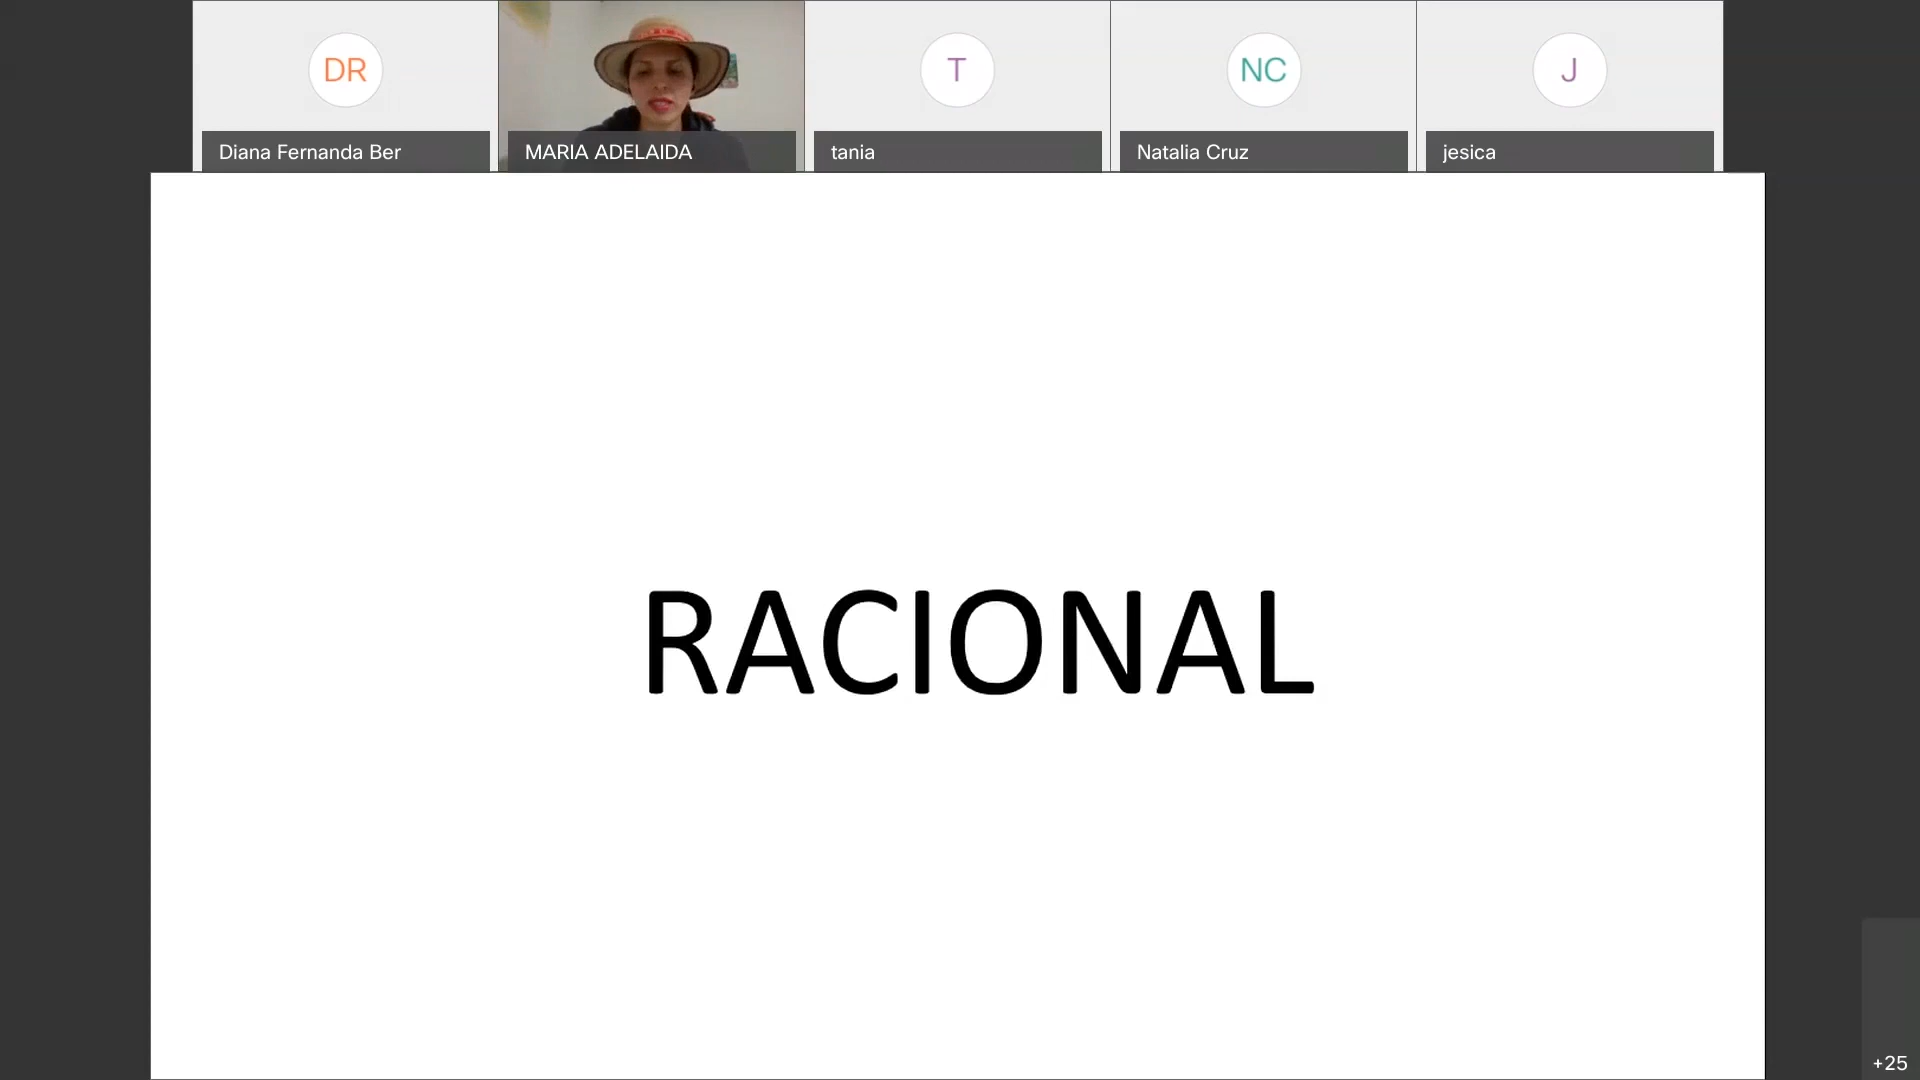 DR
T
NC
J
Diana Fernanda Ber
MARIA ADELAIDA
tania
Natalia Cruz
jesica
RACIONAL
+25